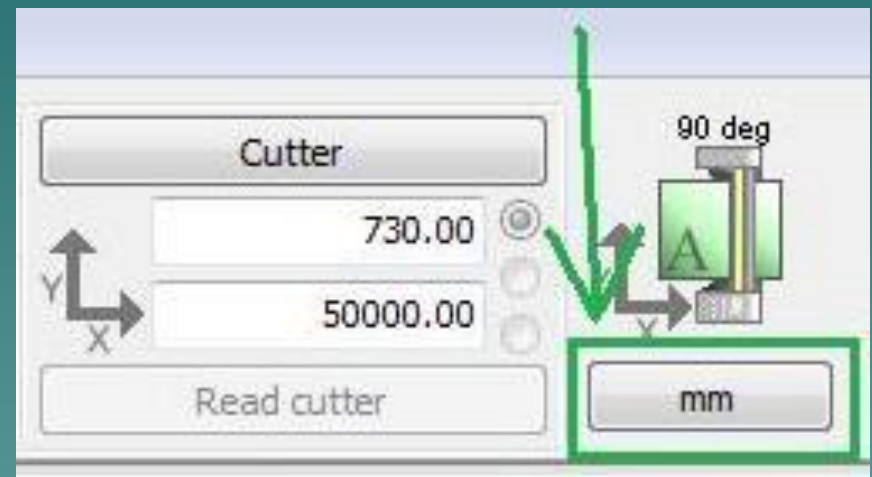 Cutter
90 deg
730.00
Y
X
50000.00
A
X
Read cutter
mm